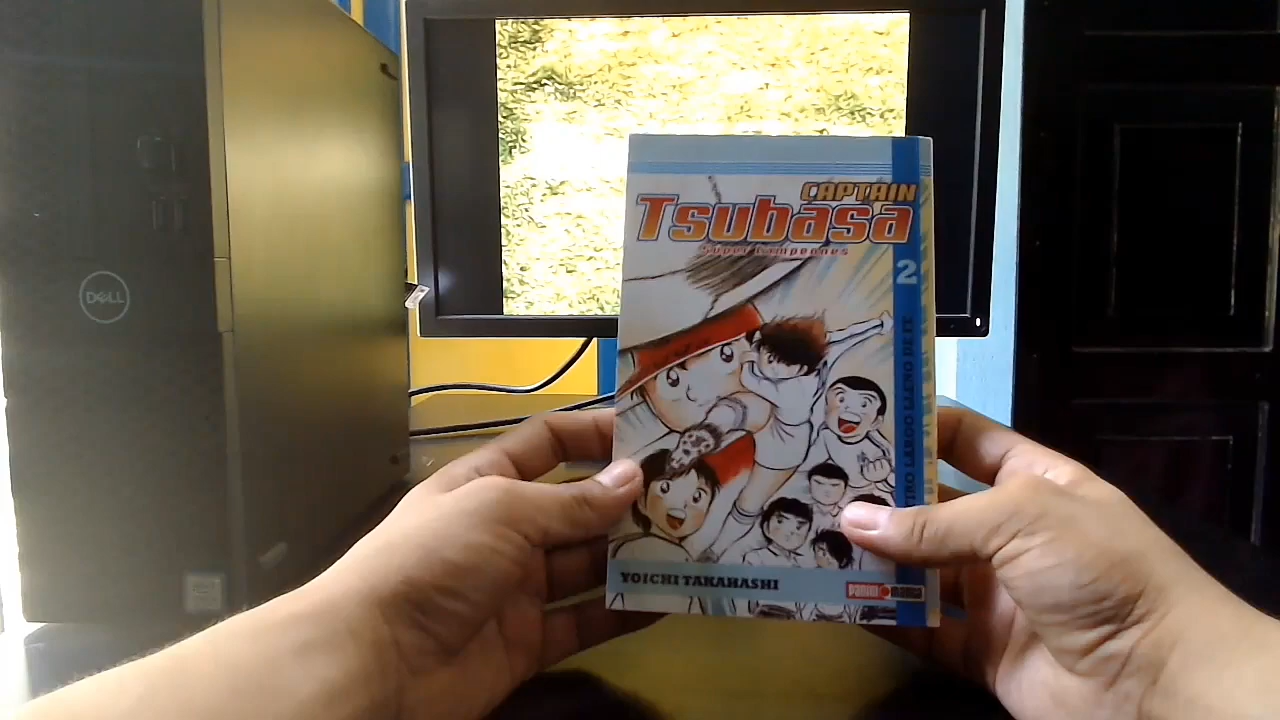 DELL
CAPTAIN
Tsubasa
Super Campeones
2
YOICHI TAKAHASHI
PANINI MANGA